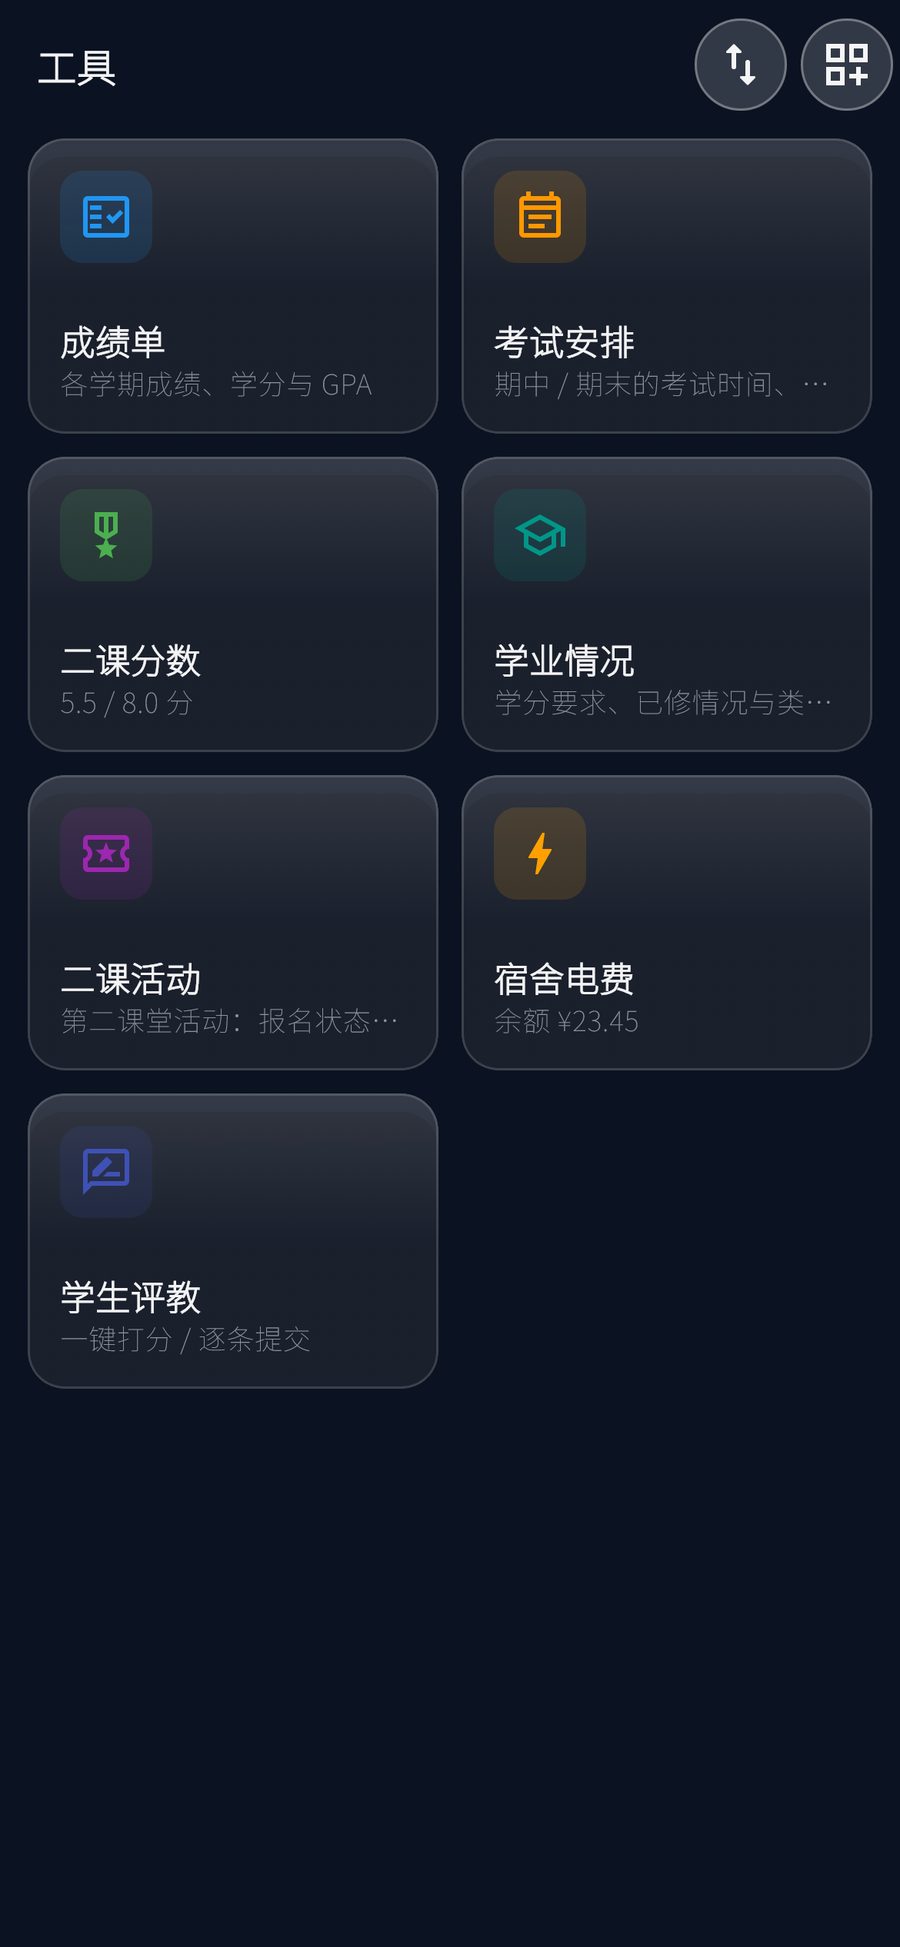 工具
成绩单
各学期成绩、学分与 GPA
考试安排
期中 / 期末的考试时间、…
二课分数
5.5 / 8.0 分
学业情况
学分要求、已修情况与类…
二课活动
第二课堂活动：报名状态…
宿舍电费
余额 ¥23.45
学生评教
一键打分 / 逐条提交